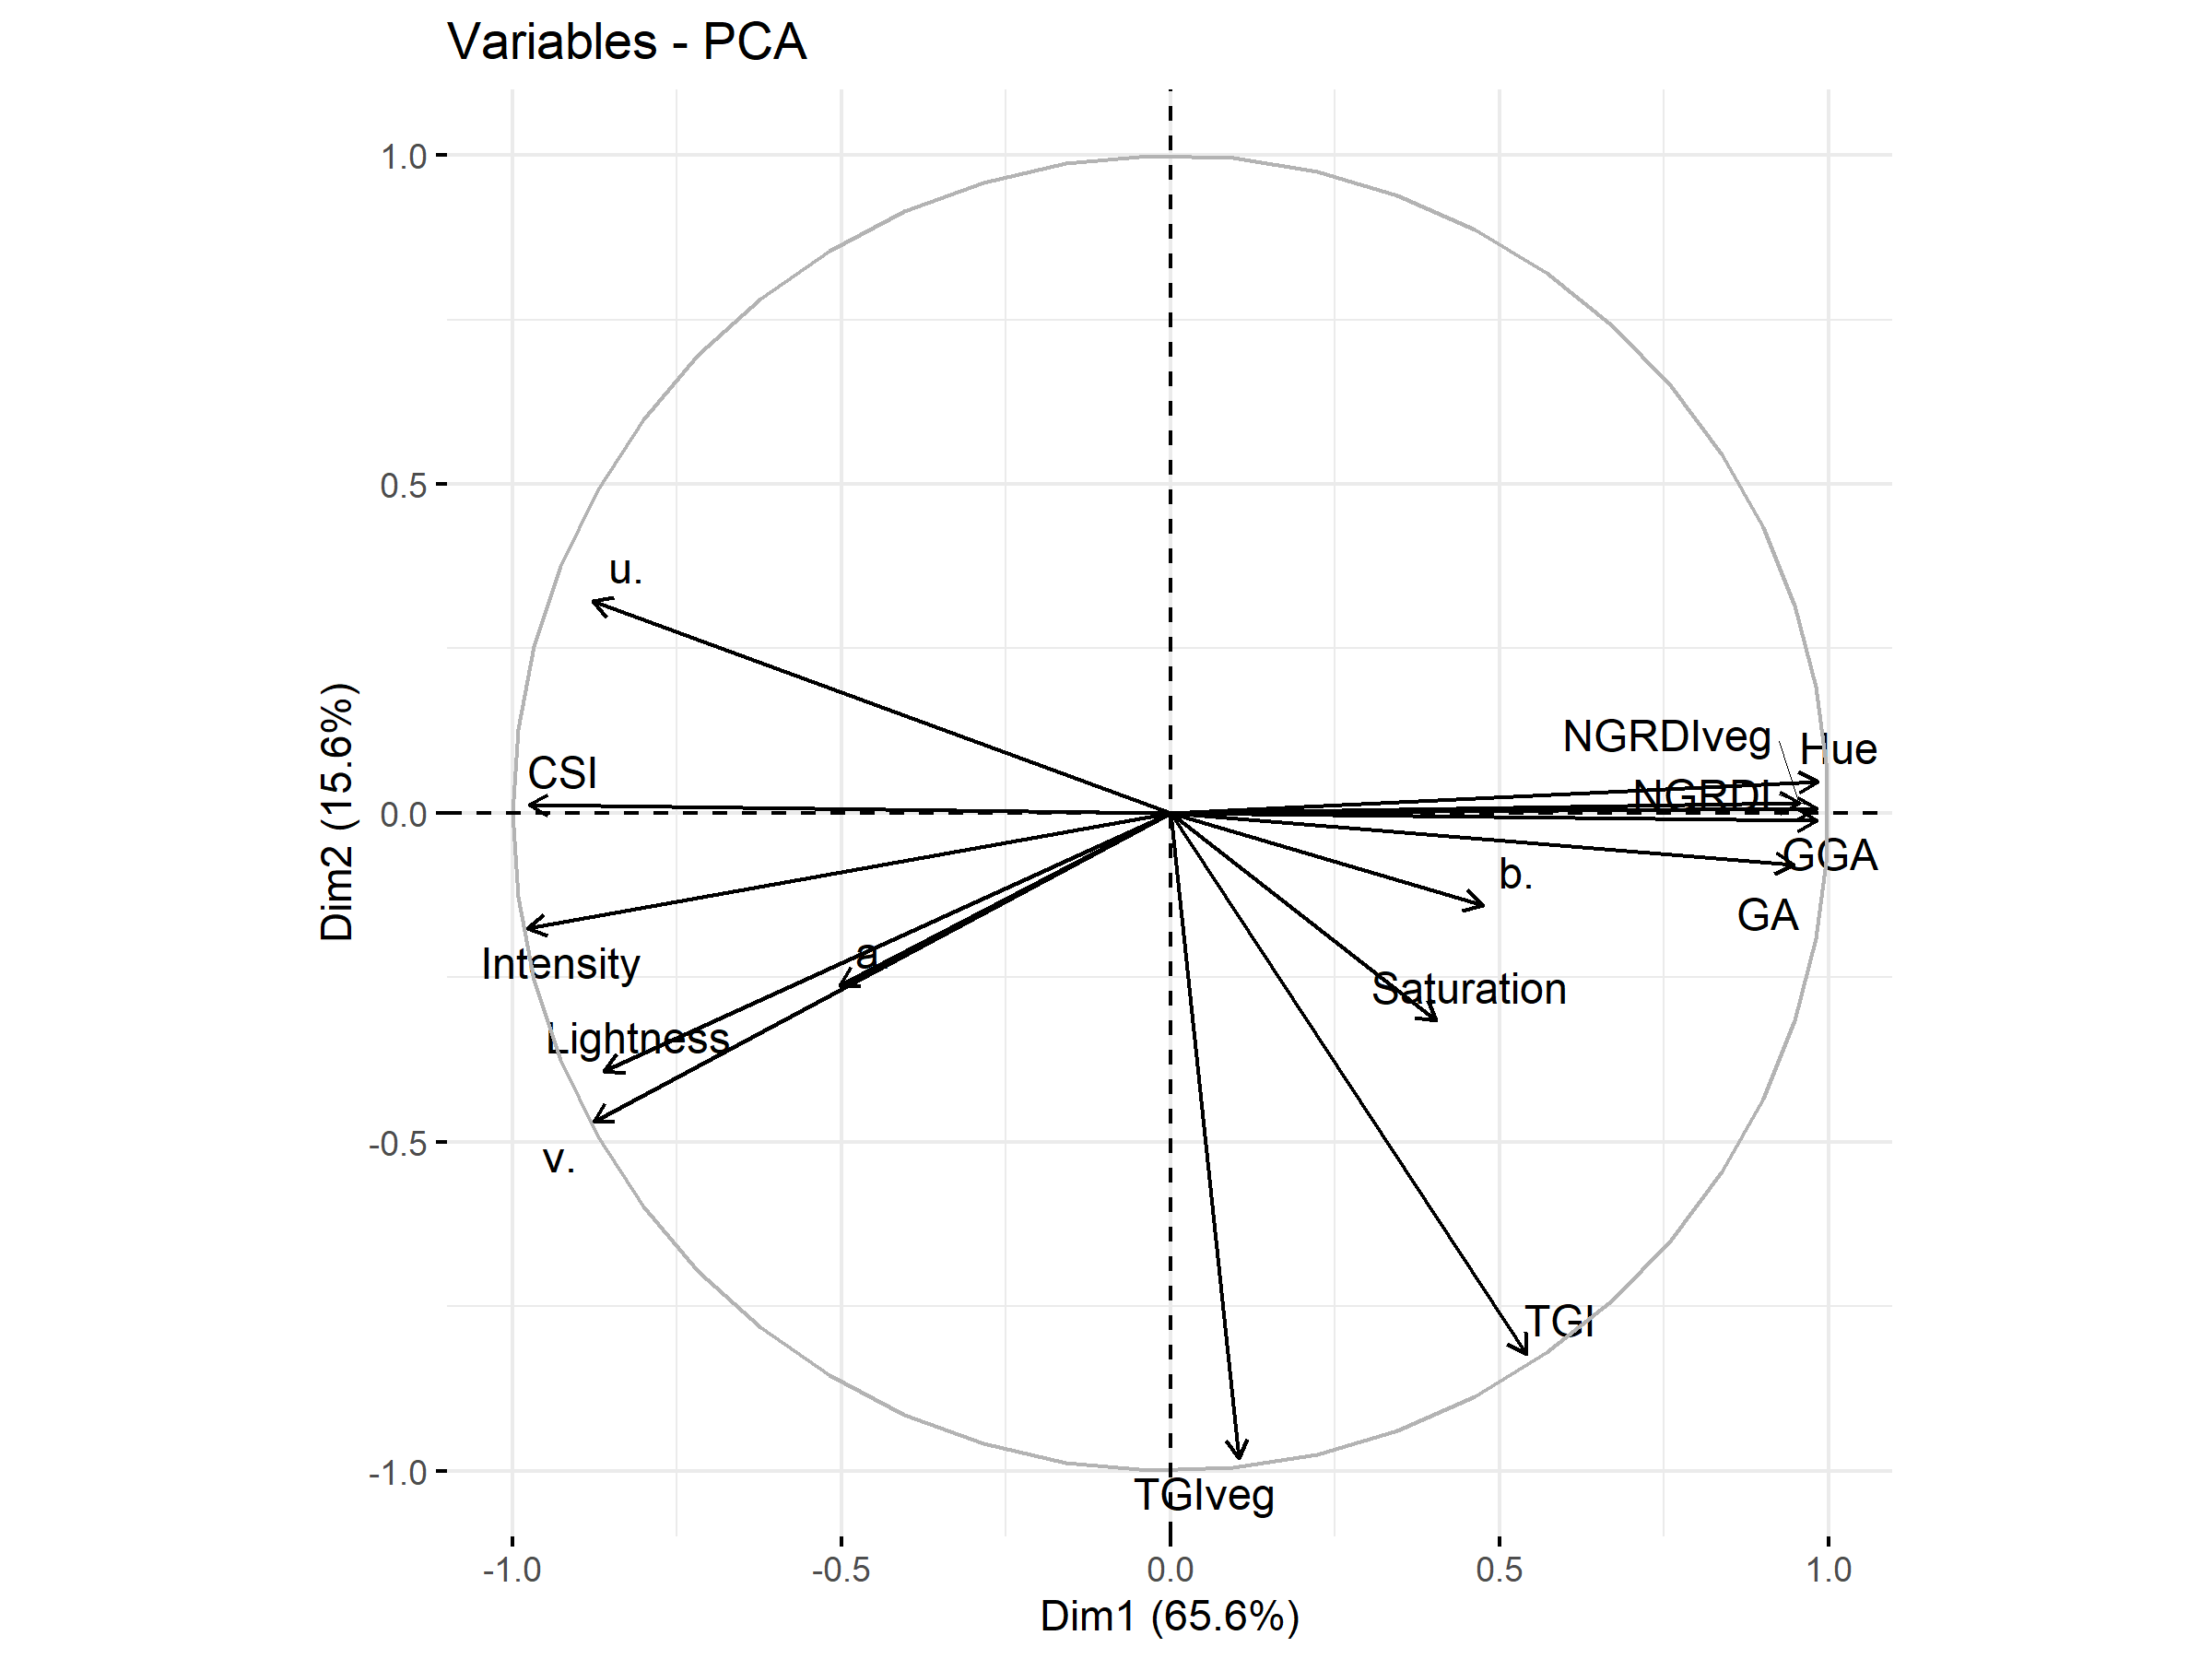 Variables - PCA
1.0
0.5
0.0
-0.5
-1.0
Dim2 (15.6%)
u.
CSI
NGRDIveg
Hue
NGRDI
GGA
GA
b.
Intensity
a.
Saturation
Lightness
v.
TGI
TGIveg
-1.0
-0.5
0.0
0.5
1.0
Dim1 (65.6%)